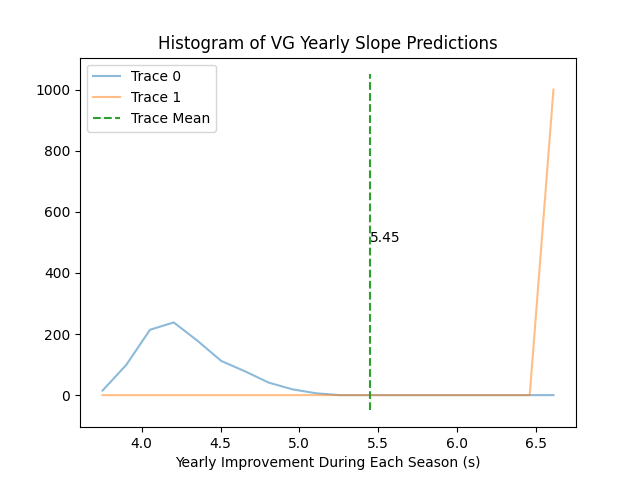 Histogram of VG Yearly Slope Predictions
Trace 0
Trace 1
Trace Mean
1000
800
600
400
200
0
5.45
4.0 4.5 5.0 5.5 6.0 6.5
Yearly Improvement During Each Season (s)